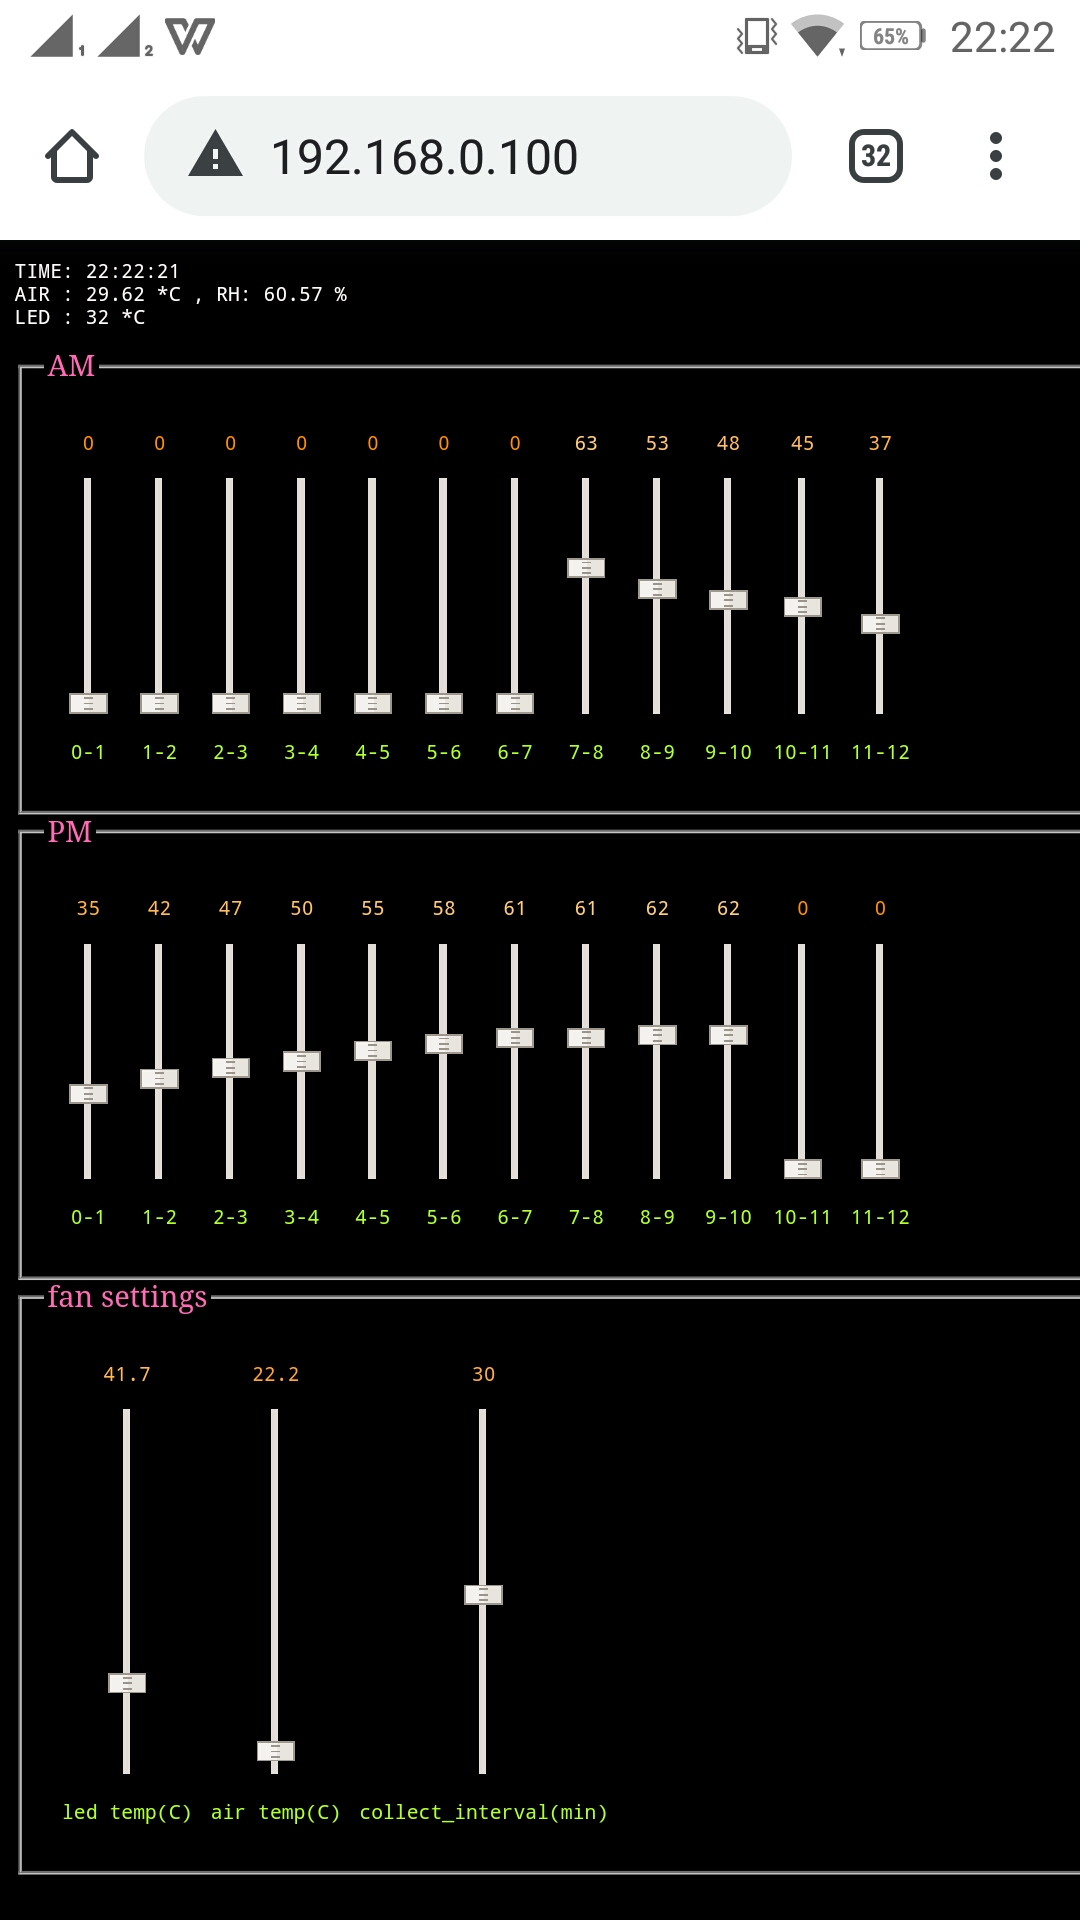 1 2 65% 22:22
192.168.0.100 32
TIME: 22:22:21
AIR : 29.62 *C , RH: 60.57 %
LED : 32 *C
AM
0 0 0 0 0 0 0 63 53 48 45 37
0-1 1-2 2-3 3-4 4-5 5-6 6-7 7-8 8-9 9-10 10-11 11-12
PM
35 42 47 50 55 58 61 61 62 62 0 0
0-1 1-2 2-3 3-4 4-5 5-6 6-7 7-8 8-9 9-10 10-11 11-12
fan settings
41.7 22.2 30
led temp(C) air temp(C) collect_interval(min)